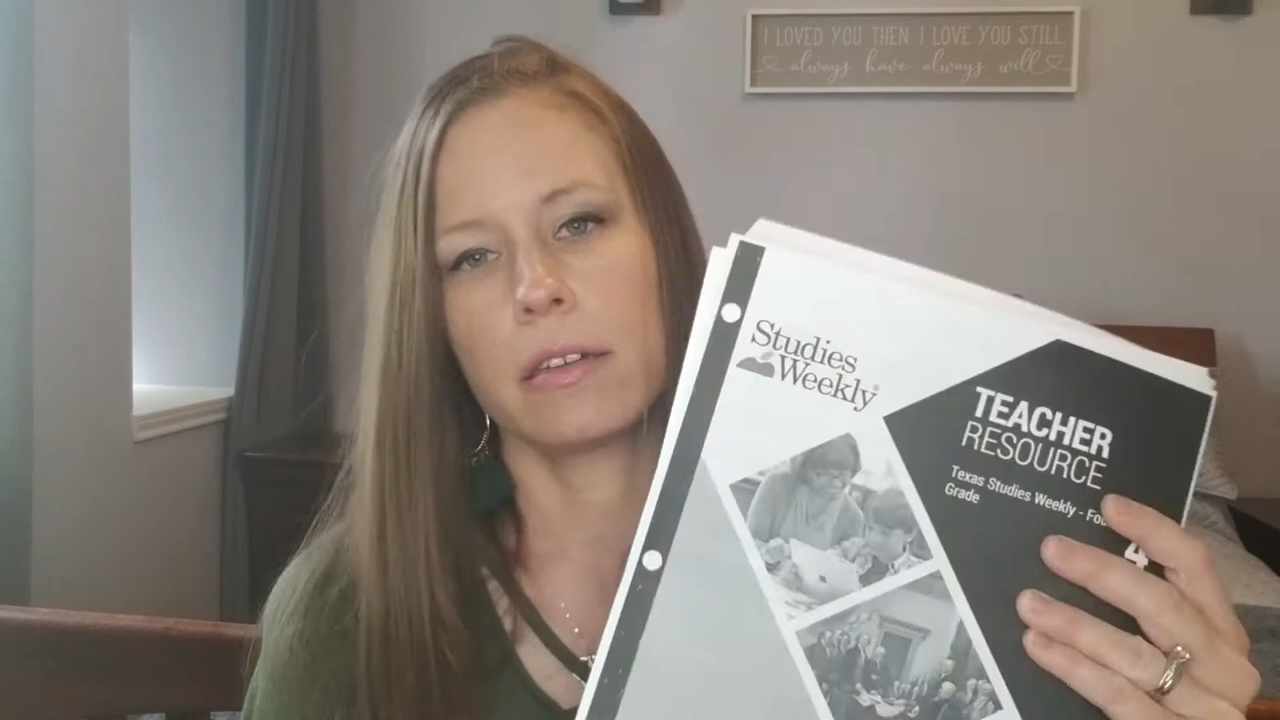 I LOVED YOU THEN. I LOVE YOU STILL.
always have always will
Studies
Weekly
TEACHER
RESOURCE
Texas Studies Weekly -
Grade
4